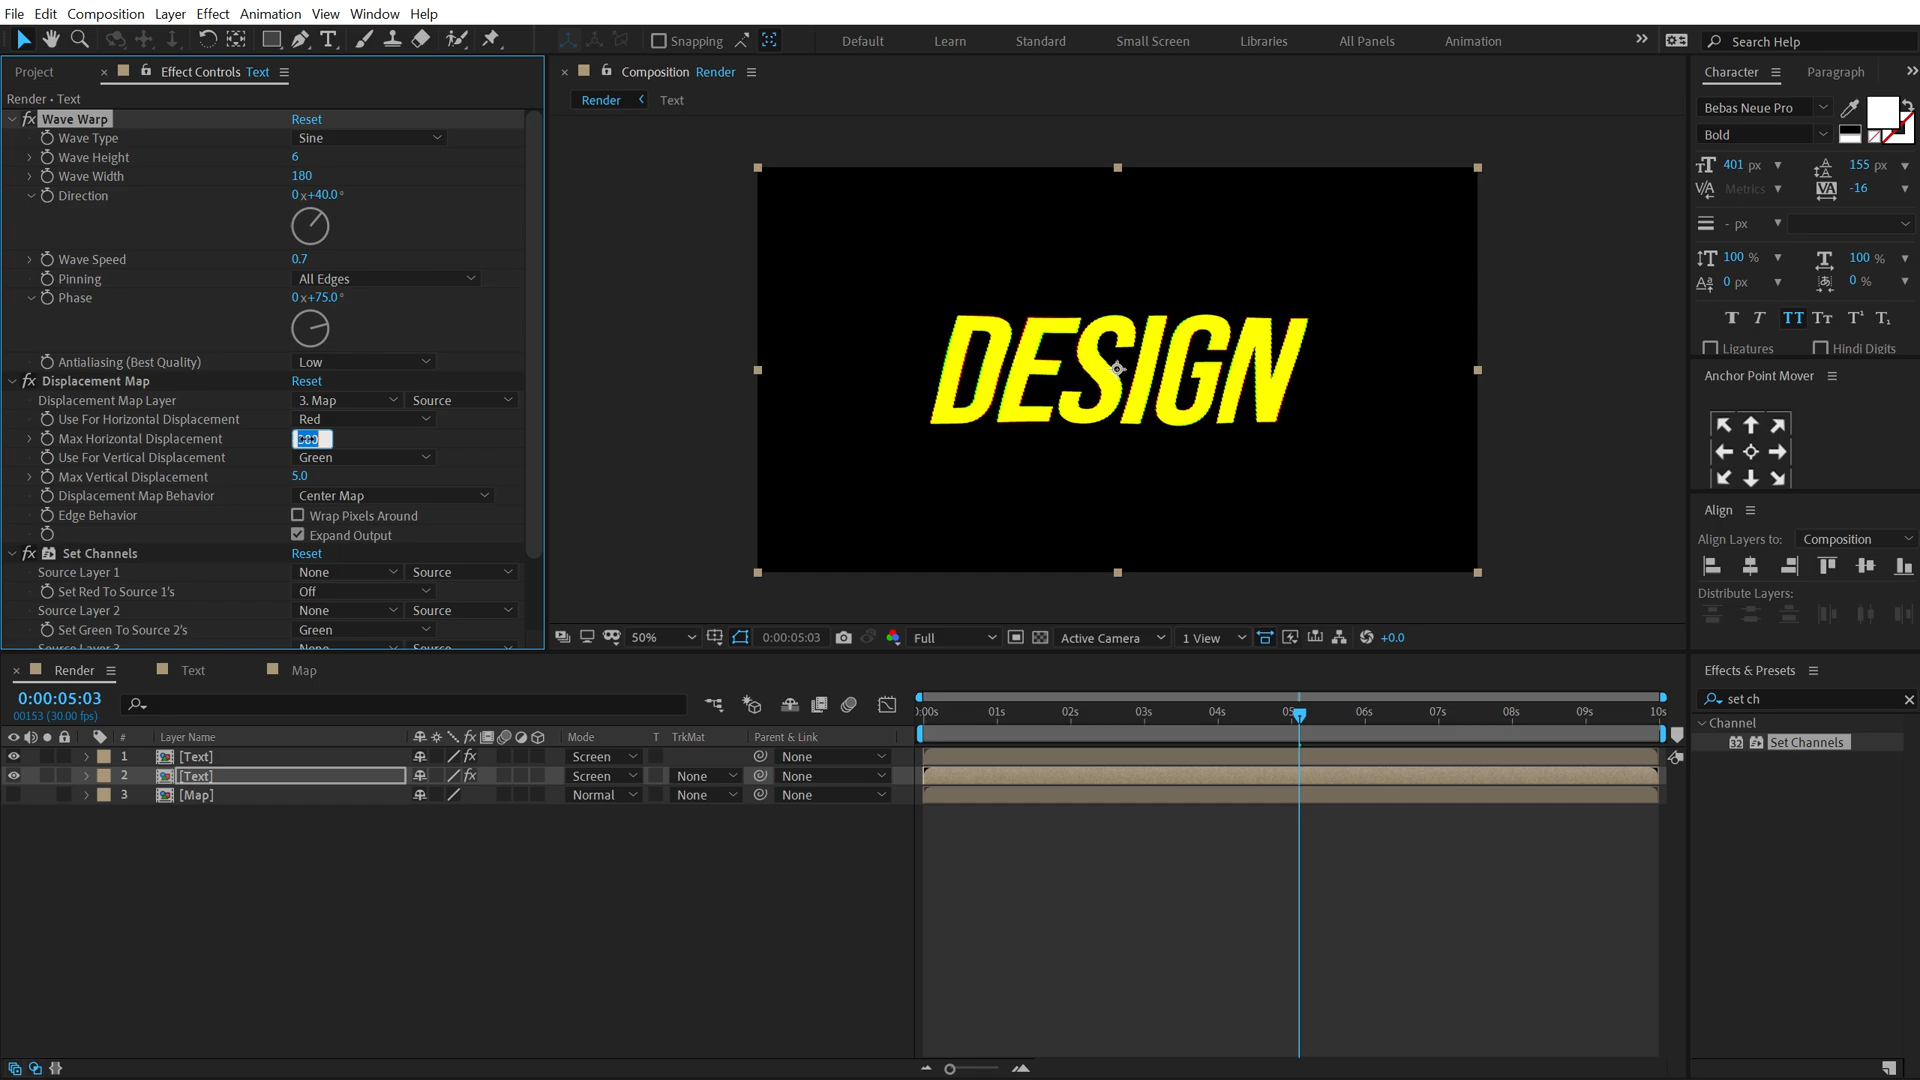 File Edit Composition Layer Effect Animation View Window Help
Snapping Default Learn Standard Small Screen Libraries All Panels Animation Search Help
Project Effect Controls Text
Render • Text
Wave Warp Reset
Wave Type Sine
Wave Height 6
Wave Width 180
Direction 0 x+40.0°
Wave Speed 0.7
Pinning All Edges
Phase 0 x+75.0°
Antialiasing (Best Quality) Low
Displacement Map Reset
Displacement Map Layer 3. Map Source
Use For Horizontal Displacement Red
Max Horizontal Displacement
Use For Vertical Displacement Green
Max Vertical Displacement 5.0
Displacement Map Behavior Center Map
Edge Behavior Wrap Pixels Around
Expand Output
Set Channels Reset
Source Layer 1 None Source
Set Red To Source 1's Off
Source Layer 2 None Source
Set Green To Source 2's Green
Source Layer 3 None Source
Composition Render
Render Text
DESIGN
50% 0:00:05:03 Full Active Camera 1 View +0.0
Character Paragraph
Bebas Neue Pro
Bold
401 px 155 px
Metrics -16
- px
100 % 100 %
0 px 0 %
T T TT Tт T¹ T₁
Ligatures Hindi Digits
Anchor Point Mover
Align
Align Layers to: Composition
Distribute Layers:
Effects & Presets
set ch
Channel
32 Set Channels
Render Text Map
0:00:05:03
00153 (30.00 fps)
# Layer Name Mode T TrkMat Parent & Link
1 [Text] Screen None
2 [Text] Screen None None
3 [Map] Normal None None
):00s 01s 02s 03s 04s 05s 06s 07s 08s 09s 10s